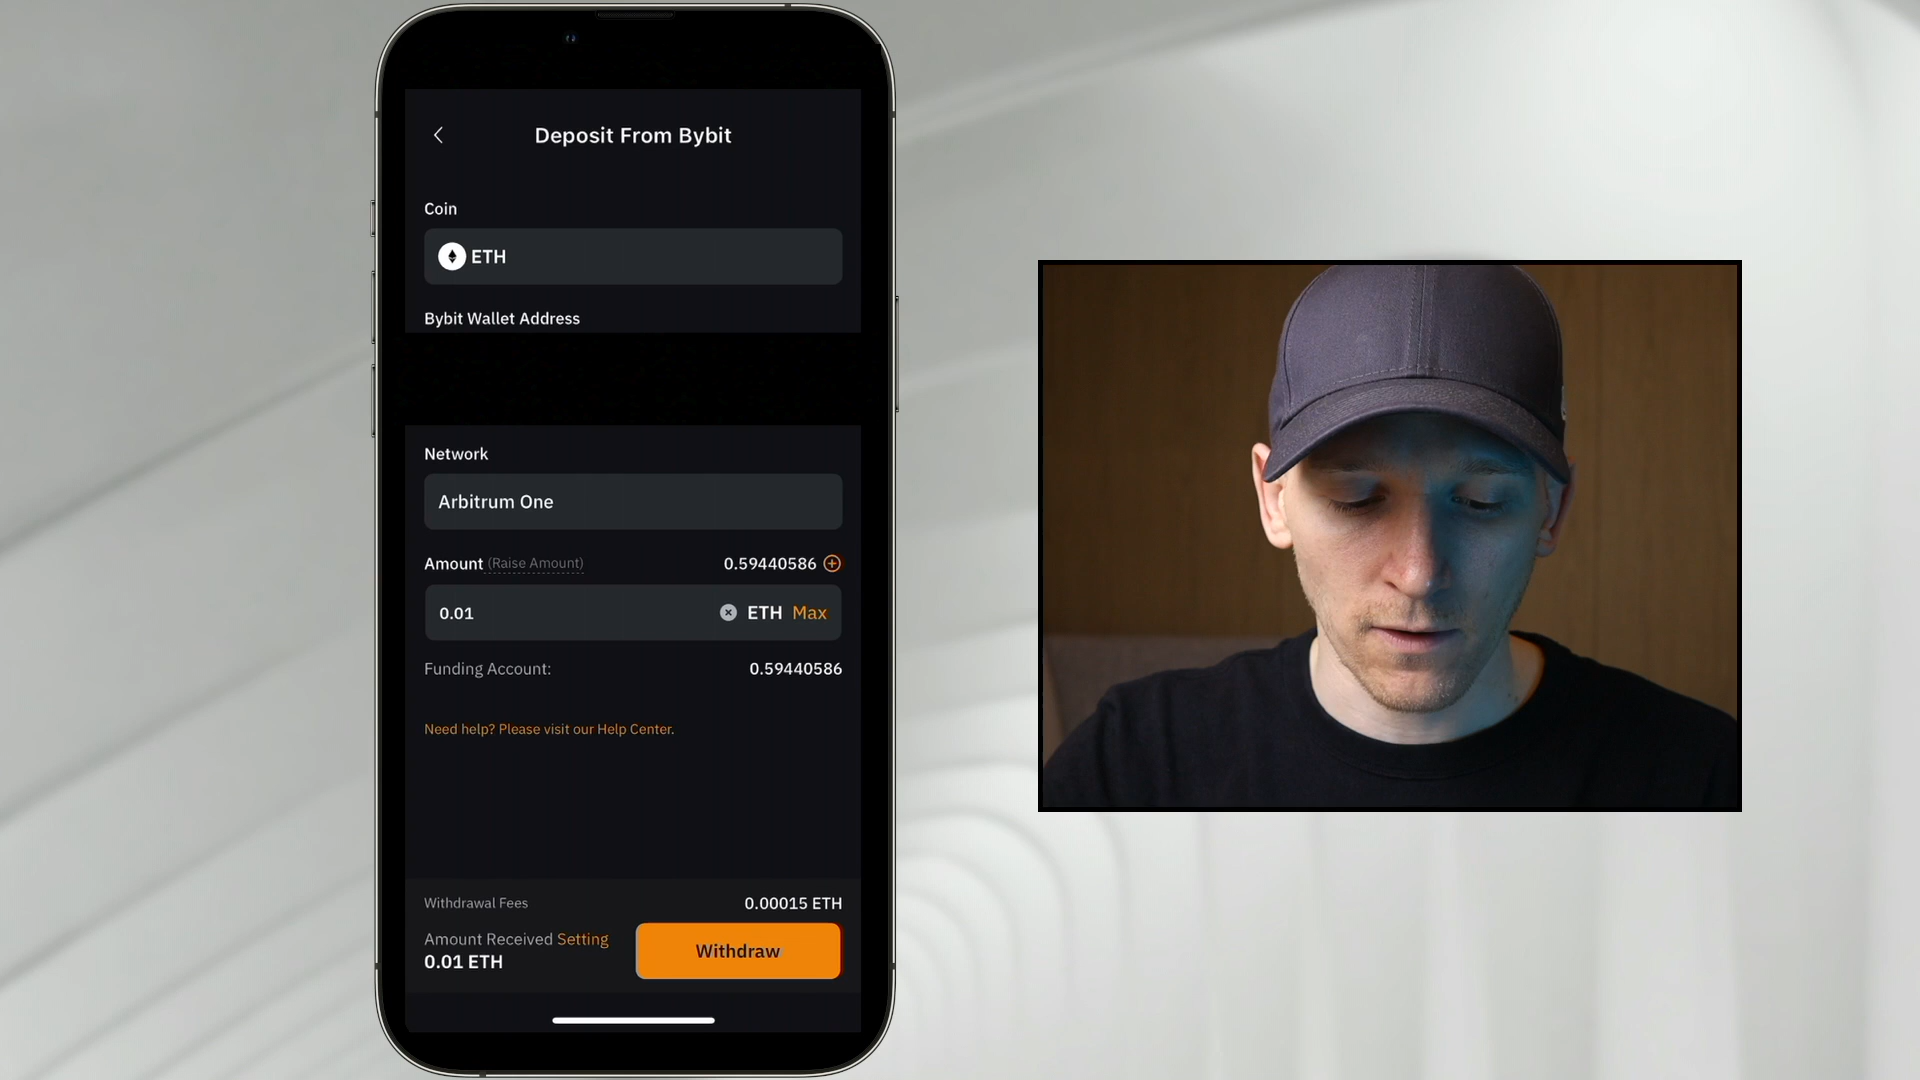 Deposit From Bybit
Coin
ETH
Bybit Wallet Address
Network
Arbitrum One
Amount (Raise Amount) 0.59440586
0.01 ETH Max
Funding Account: 0.59440586
Need help? Please visit our Help Center.
Withdrawal Fees 0.00015 ETH
Amount Received Setting
0.01 ETH
Withdraw